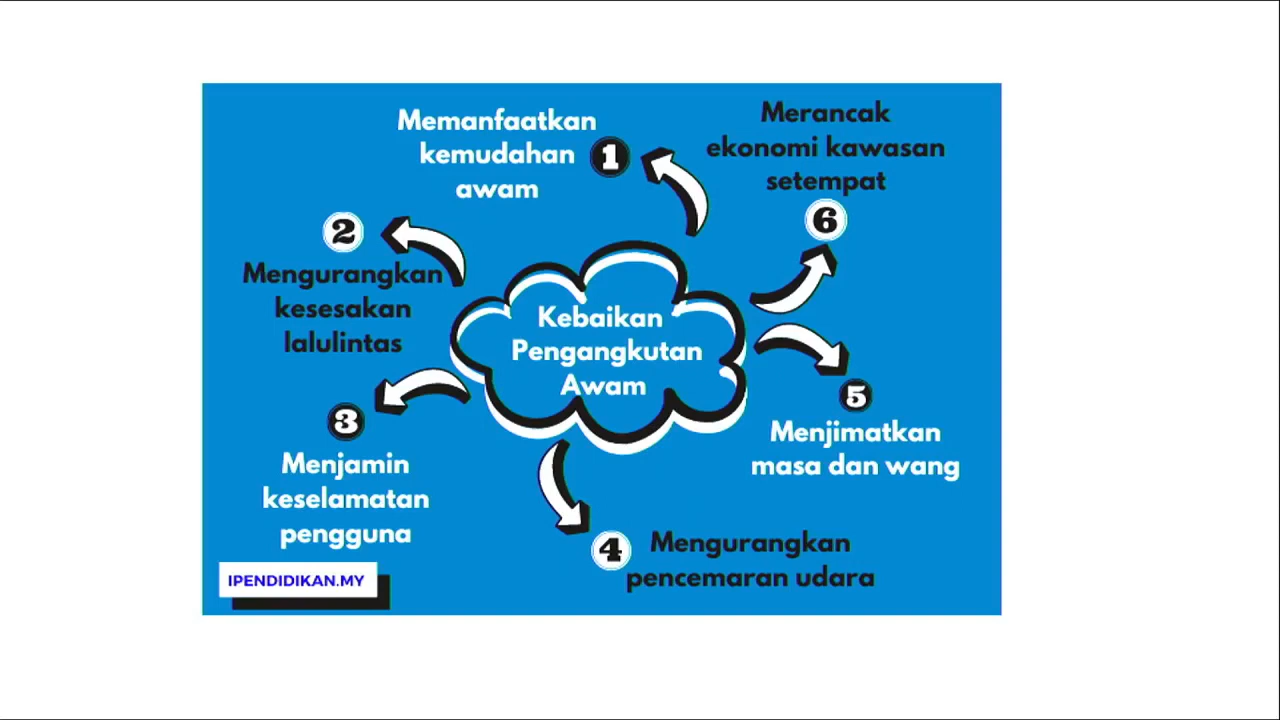 Kebaikan
Pengangkutan
Awam
1
Memanfaatkan
kemudahan
awam
2
Mengurangkan
kesesakan
lalulintas
3
Menjamin
keselamatan
pengguna
4
Mengurangkan
pencemaran udara
5
Menjimatkan
masa dan wang
Merancak
ekonomi kawasan
setempat
6
IPENDIDIKAN.MY